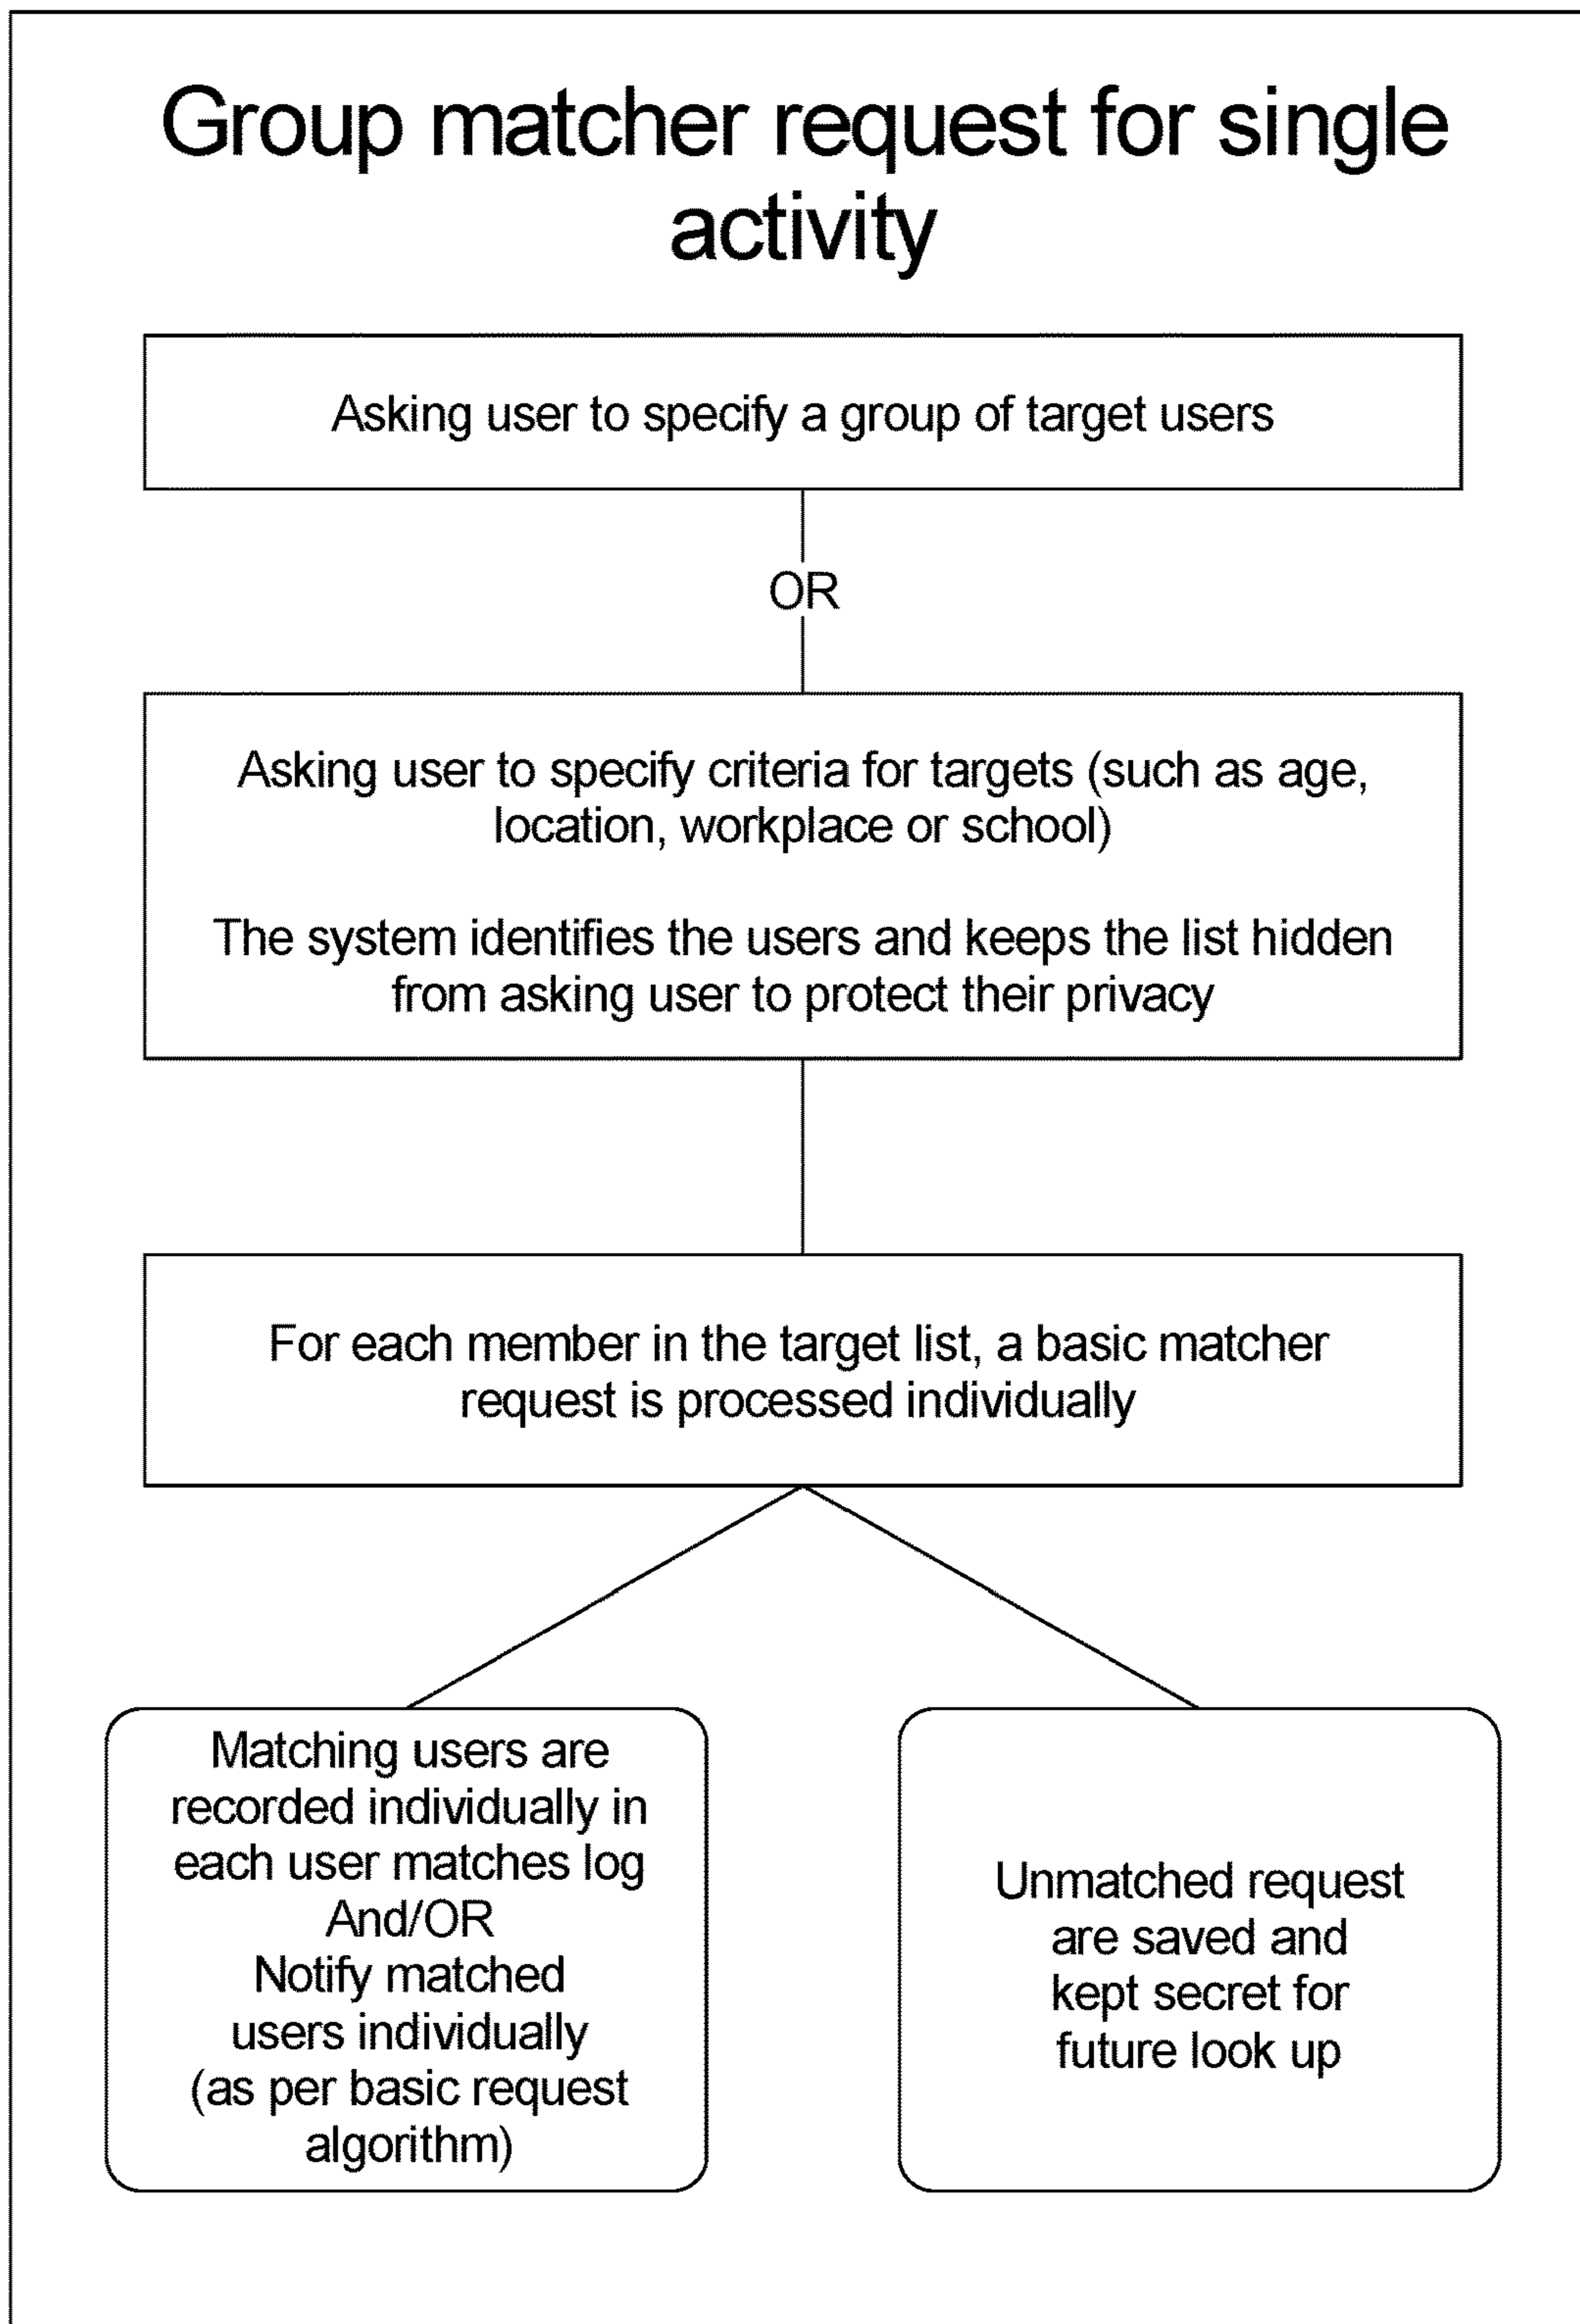 Group matcher request for single
activity
Asking user to specify a group of target users
OR
Asking user to specify criteria for targets (such as age,
location, workplace or school)
The system identifies the users and keeps the list hidden
from asking user to protect their privacy
For each member in the target list, a basic matcher
request is processed individually
Matching users are
recorded individually in
each user matches log
And/OR
Notify matched
users individually
(as per basic request
algorithm)
Unmatched request
are saved and
kept secret for
future look up